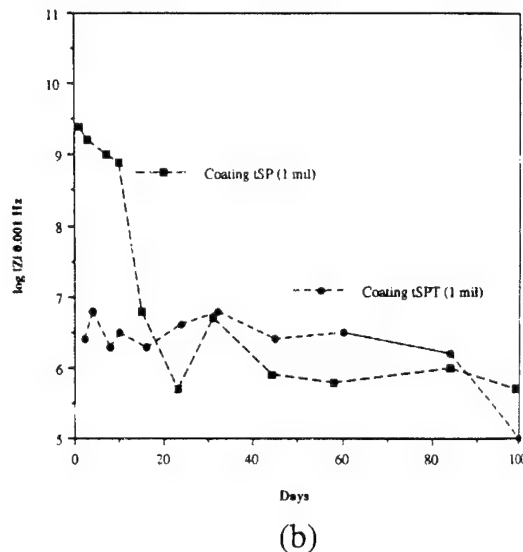 11
10
9
8
7
6
5
log |Z| 0.001 Hz
Coating tSP (1 mil)
Coating tSPT (1 mil)
0 20 40 60 80 100
Days
(b)